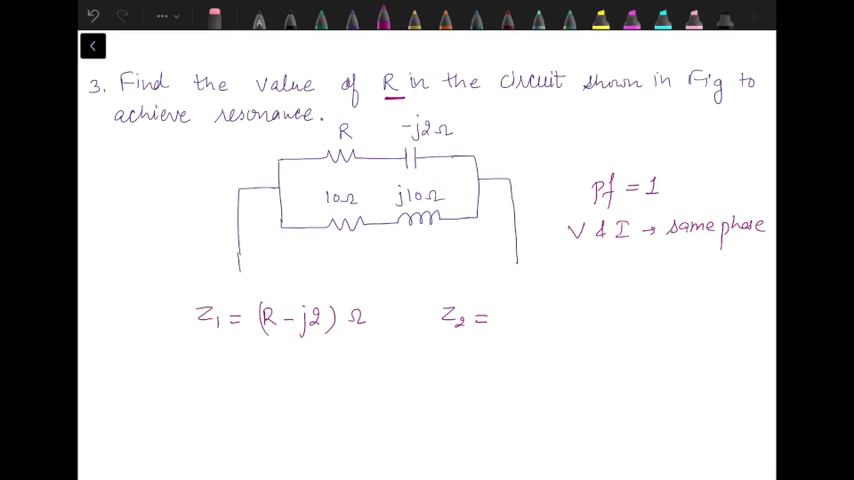 3. Find the value of R in the circuit shown in Fig to
achieve resonance.
R
-j2Ω
10Ω
j10Ω
Pf = 1
V & I → same phase
Z₁ = (R - j2) Ω
Z₂ =